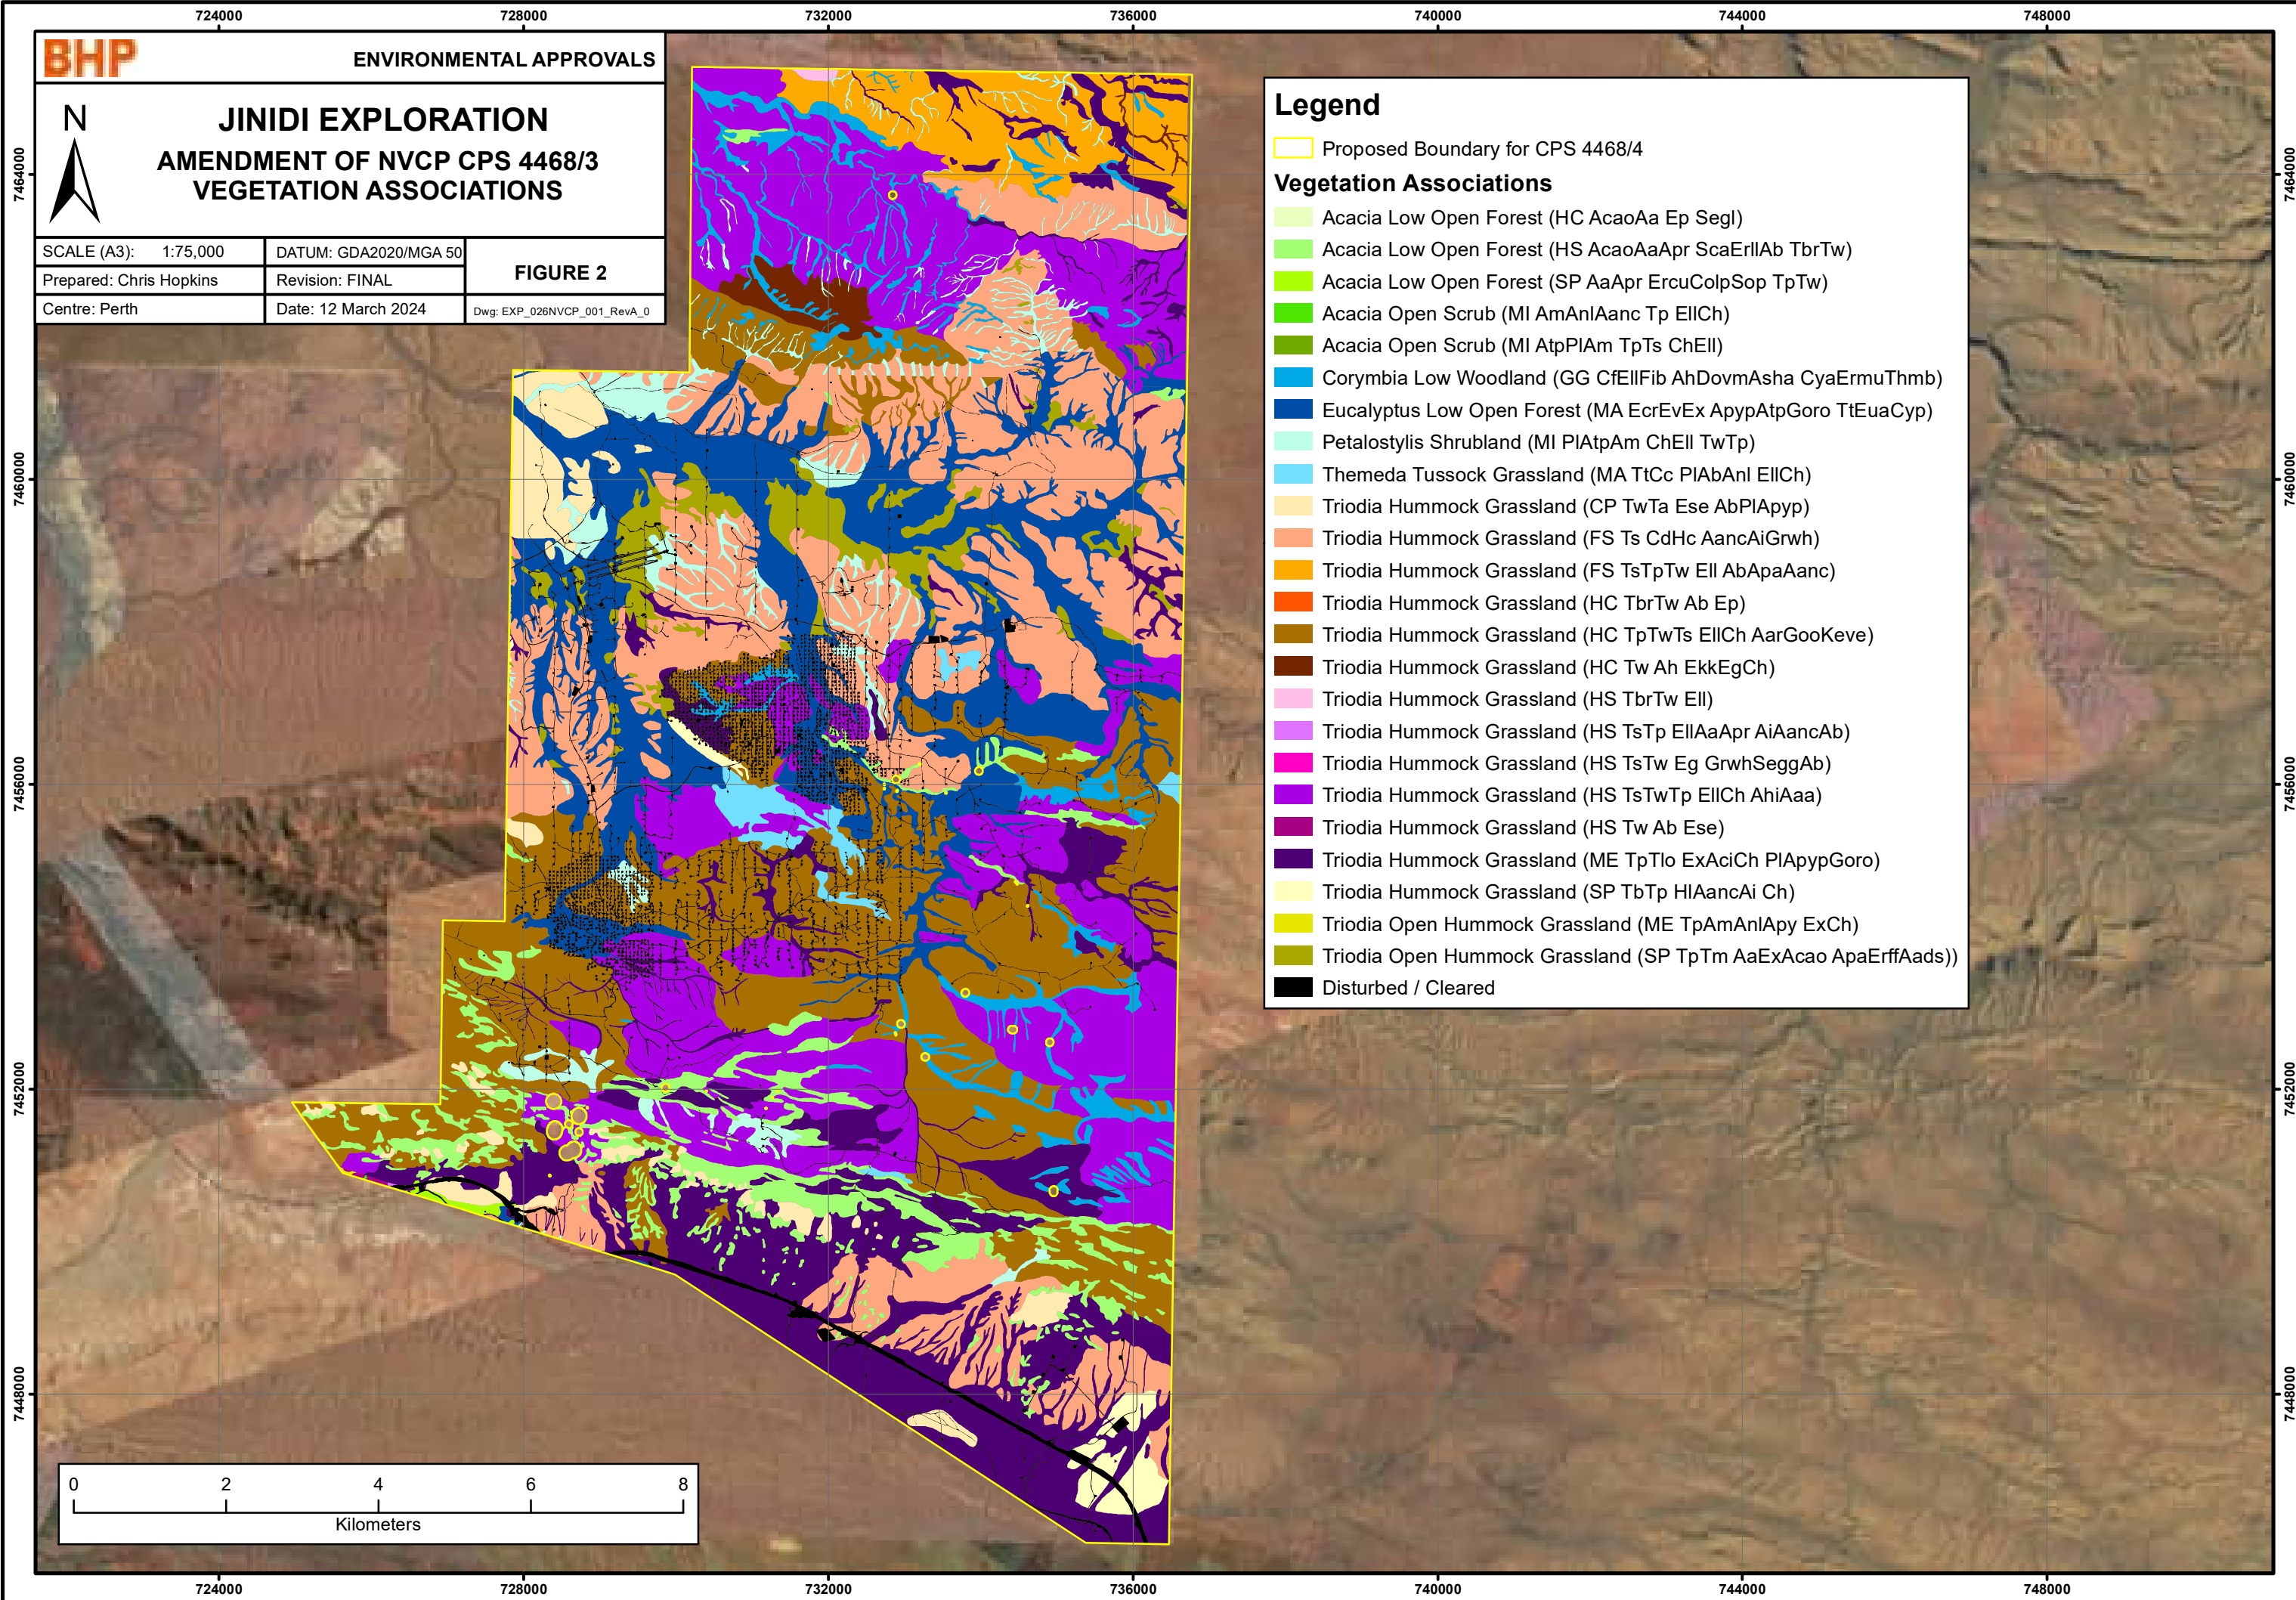 724000 728000 732000 736000 740000 744000 748000
BHP
ENVIRONMENTAL APPROVALS
N
JINIDI EXPLORATION
AMENDMENT OF NVCP CPS 4468/3
VEGETATION ASSOCIATIONS
SCALE (A3): 1:75,000
DATUM: GDA2020/MGA 50
FIGURE 2
Prepared: Chris Hopkins
Revision: FINAL
Centre: Perth
Date: 12 March 2024
Dwg: EXP_026NVCP_001_RevA_0
Legend
Proposed Boundary for CPS 4468/4
Vegetation Associations
Acacia Low Open Forest (HC AcaoAa Ep Segl)
Acacia Low Open Forest (HS AcaoAaApr ScaErllAb TbrTw)
Acacia Low Open Forest (SP AaApr ErcuColpSop TpTw)
Acacia Open Scrub (MI AmAnlAanc Tp EllCh)
Acacia Open Scrub (MI AtpPlAm TpTs ChEll)
Corymbia Low Woodland (GG CfEllFib AhDovmAsha CyaErmuThmb)
Eucalyptus Low Open Forest (MA EcrEvEx ApypAtpGoro TtEuaCyp)
Petalostylis Shrubland (MI PlAtpAm ChEll TwTp)
Themeda Tussock Grassland (MA TtCc PlAbAnl EllCh)
Triodia Hummock Grassland (CP TwTa Ese AbPlApyp)
Triodia Hummock Grassland (FS Ts CdHc AancAiGrwh)
Triodia Hummock Grassland (FS TsTpTw Ell AbApaAanc)
Triodia Hummock Grassland (HC TbrTw Ab Ep)
Triodia Hummock Grassland (HC TpTwTs EllCh AarGooKeve)
Triodia Hummock Grassland (HC Tw Ah EkkEgCh)
Triodia Hummock Grassland (HS TbrTw Ell)
Triodia Hummock Grassland (HS TsTp EllAaApr AiAancAb)
Triodia Hummock Grassland (HS TsTw Eg GrwhSeggAb)
Triodia Hummock Grassland (HS TsTwTp EllCh AhiAaa)
Triodia Hummock Grassland (HS Tw Ab Ese)
Triodia Hummock Grassland (ME TpTlo ExAciCh PlApypGoro)
Triodia Hummock Grassland (SP TbTp HlAancAi Ch)
Triodia Open Hummock Grassland (ME TpAmAnlApy ExCh)
Triodia Open Hummock Grassland (SP TpTm AaExAcao ApaErffAads))
Disturbed / Cleared
7464000
7460000
7456000
7452000
7448000
7464000
7460000
7456000
7452000
7448000
0 2 4 6 8
Kilometers
724000 728000 732000 736000 740000 744000 748000